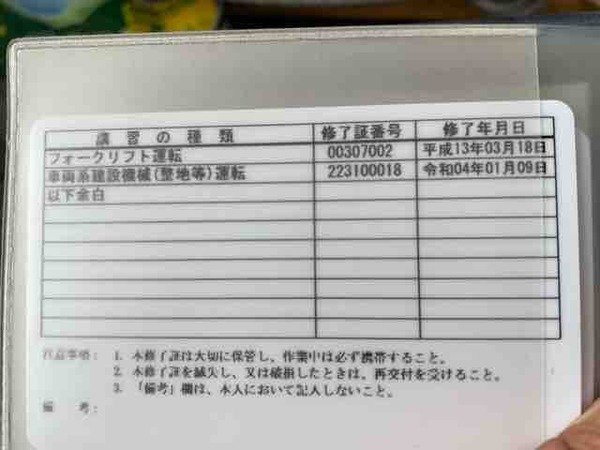 講習の種類 修了証番号 修了年月日
フォークリフト運転 00307002 平成13年03月18日
車両系建設機械(整地等)運転 223100018 令和04年01月09日
以下余白
注意事項: 1. 本修了証は大切に保管し、作業中は必ず携帯すること。
2. 本修了証を滅失し、又は破損したときは、再交付を受けること。
3. 「備考」欄は、本人において記入しないこと。
備 考: